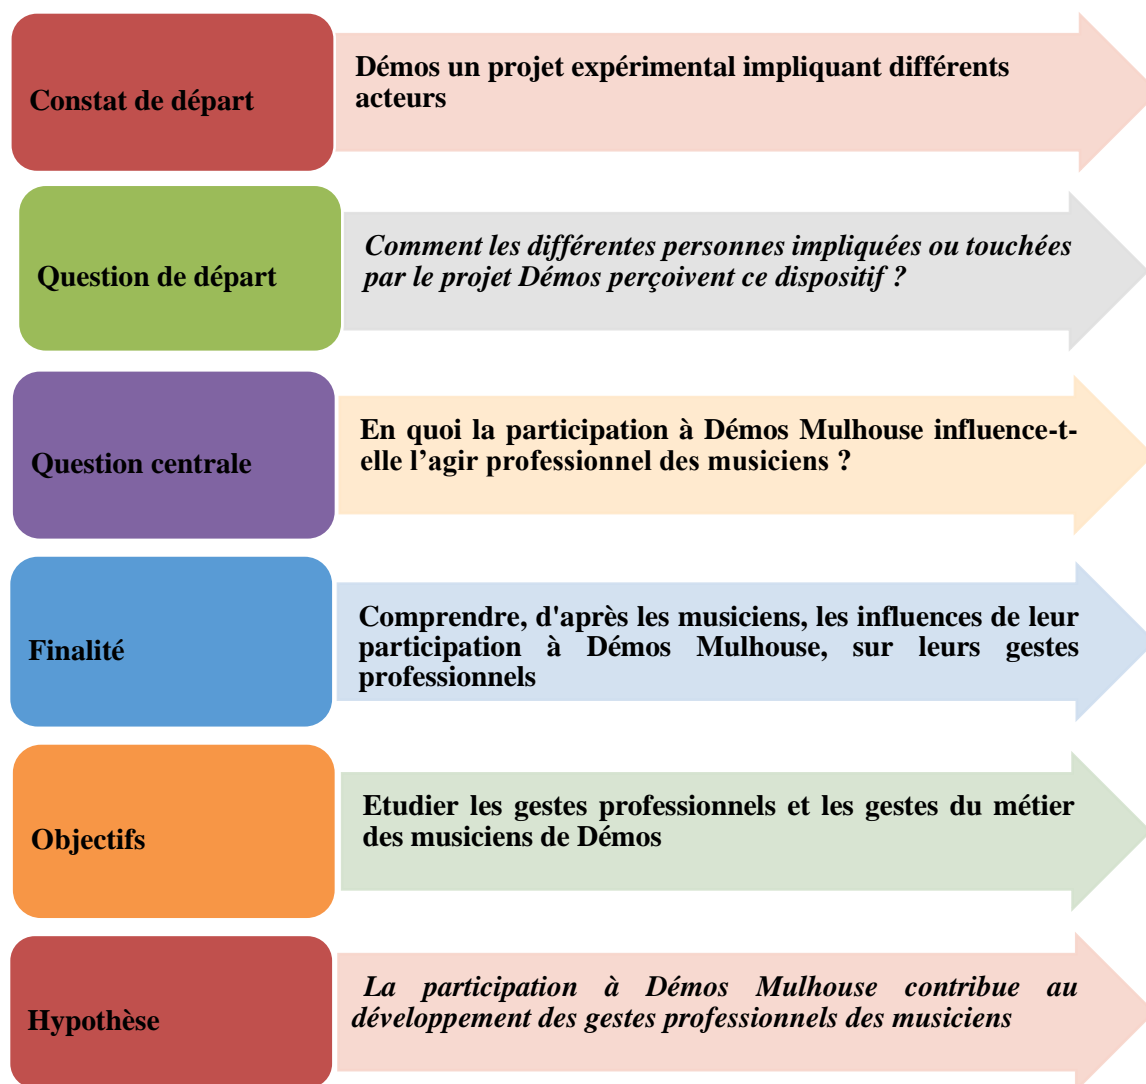 Constat de départ
Démos un projet expérimental impliquant différents
acteurs
Question de départ
Comment les différentes personnes impliquées ou touchées
par le projet Démos perçoivent ce dispositif ?
Question centrale
En quoi la participation à Démos Mulhouse influence-t-
elle l’agir professionnel des musiciens ?
Finalité
Comprendre, d'après les musiciens, les influences de leur
participation à Démos Mulhouse, sur leurs gestes
professionnels
Objectifs
Etudier les gestes professionnels et les gestes du métier
des musiciens de Démos
Hypothèse
La participation à Démos Mulhouse contribue au
développement des gestes professionnels des musiciens